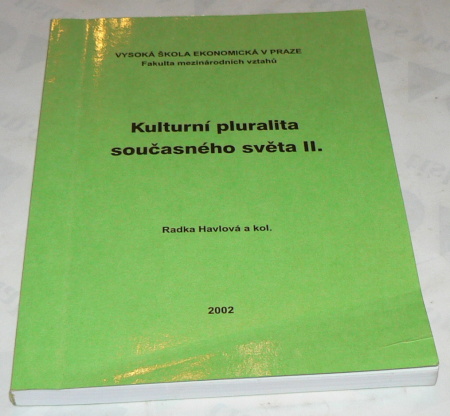 VYSOKÁ ŠKOLA EKONOMICKÁ V PRAZE
Fakulta mezinárodních vztahů
Kulturní pluralita
současného světa II.
Radka Havlová a kol.
2002